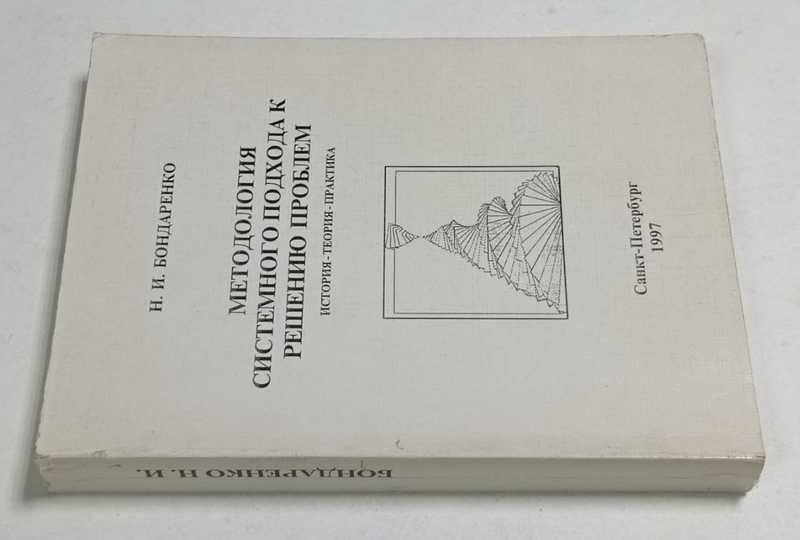 Н. И. БОНДАРЕНКО
МЕТОДОЛОГИЯ
СИСТЕМНОГО ПОДХОДА К
РЕШЕНИЮ ПРОБЛЕМ
ИСТОРИЯ - ТЕОРИЯ - ПРАКТИКА
Санкт-Петербург
1997
БОНДАРЕНКО Н. И.